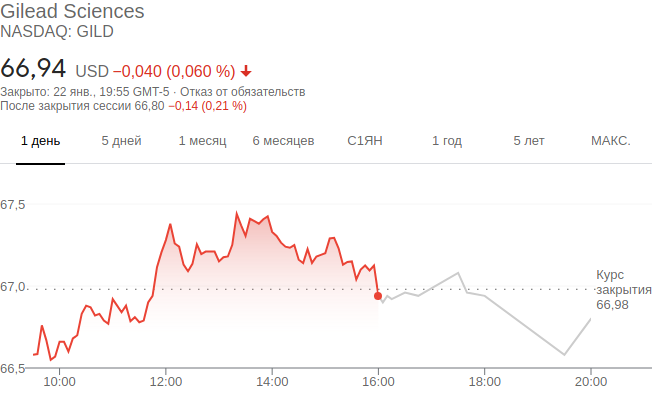 Gilead Sciences
NASDAQ: GILD
66,94 USD −0,040 (0,060 %)
Закрыто: 22 янв., 19:55 GMT-5 · Отказ от обязательств
После закрытия сессии 66,80 −0,14 (0,21 %)
1 день 5 дней 1 месяц 6 месяцев С1ЯН 1 год 5 лет МАКС.
67,5
67,0
66,5
Курс
закрытия
66,98
10:00 12:00 14:00 16:00 18:00 20:00